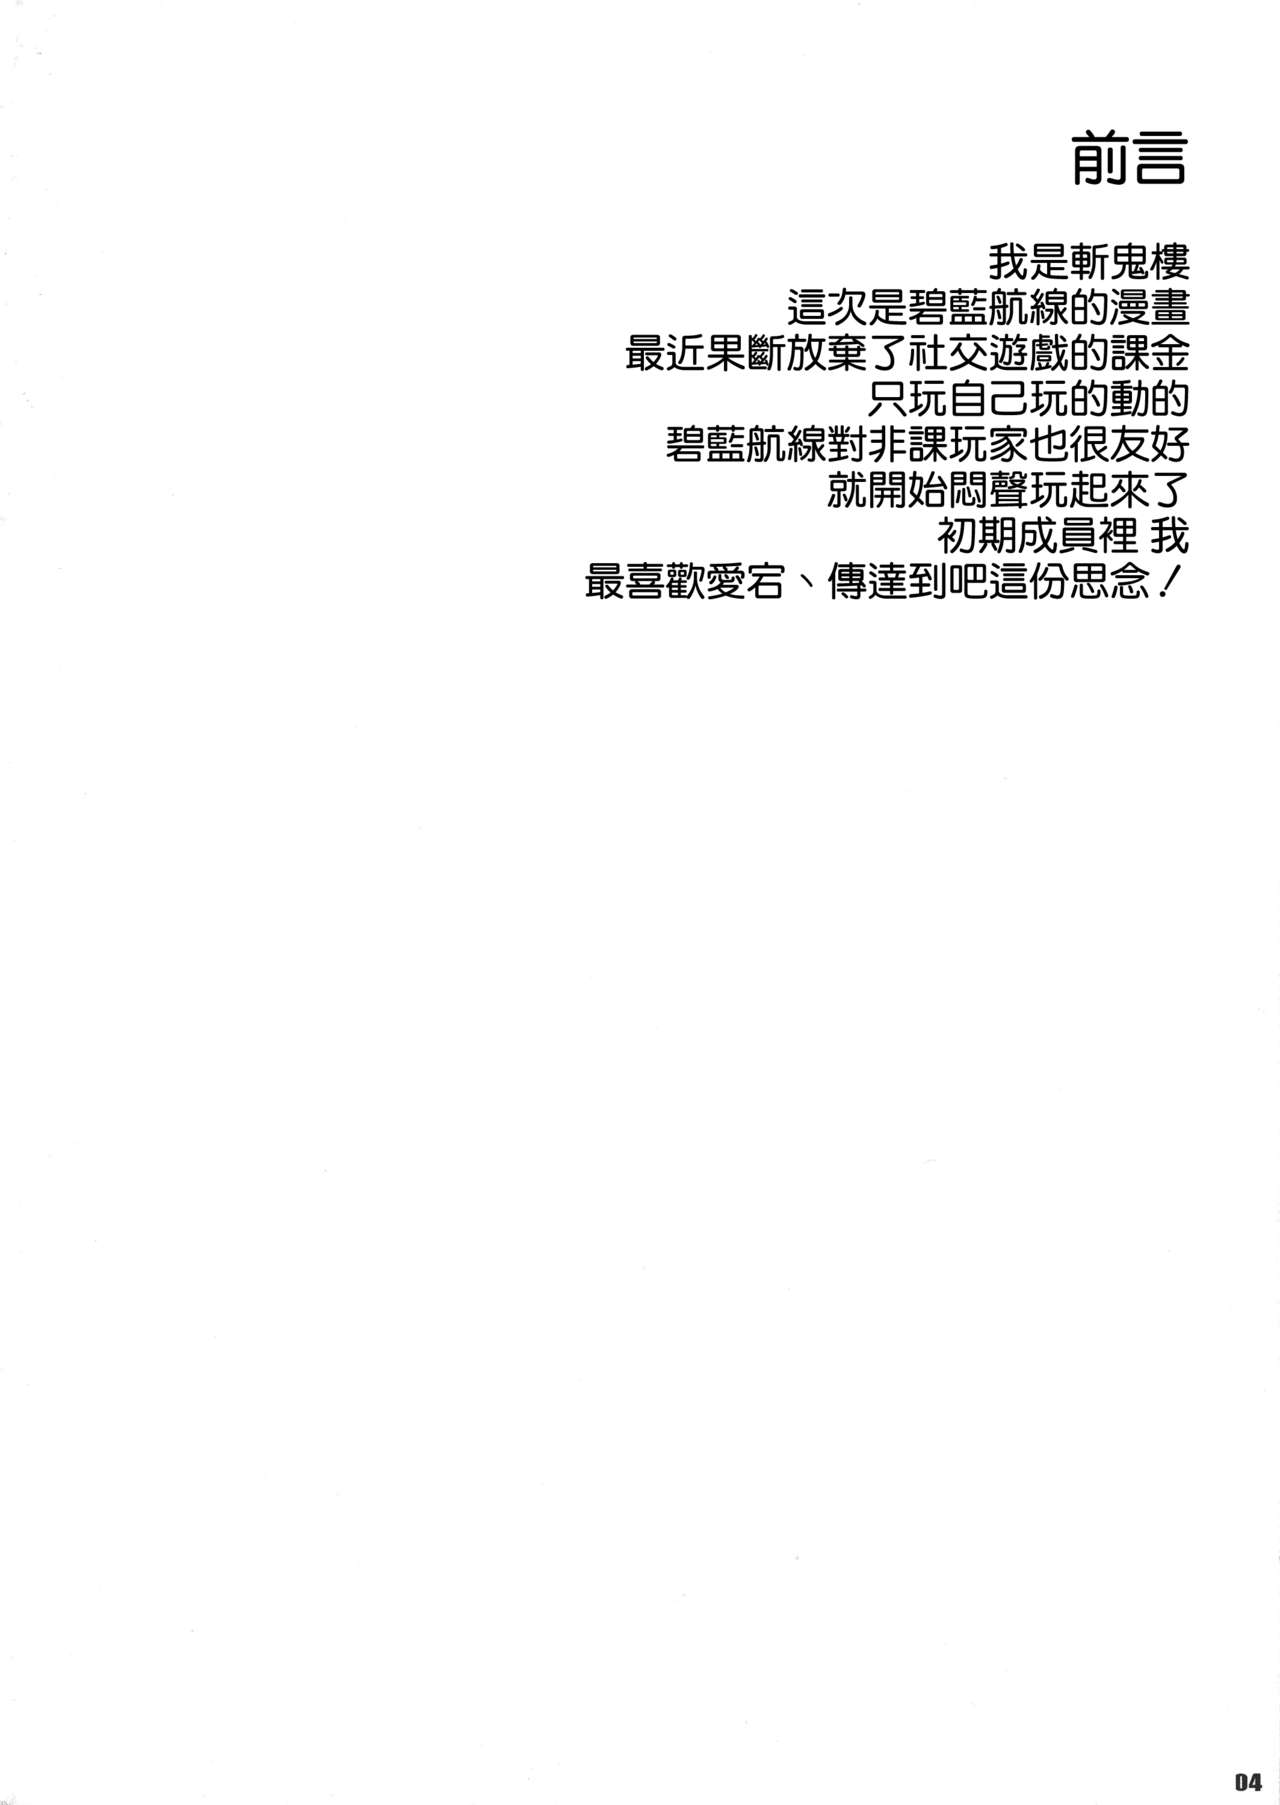 前言
我是斬鬼樓
這次是碧藍航線的漫畫
最近果斷放棄了社交遊戲的課金
只玩自己玩的動的
碧藍航線對非課玩家也很友好
就開始悶聲玩起來了
初期成員裡 我
最喜歡愛宕、傳達到吧這份思念！
04